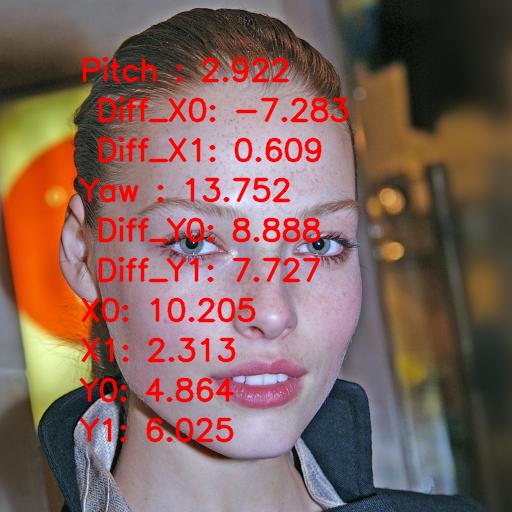 Pitch : 2.922
Diff_X0: -7.283
Diff_X1: 0.609
Yaw : 13.752
Diff_Y0: 8.888
Diff_Y1: 7.727
X0: 10.205
X1: 2.313
Y0: 4.864
Y1: 6.025